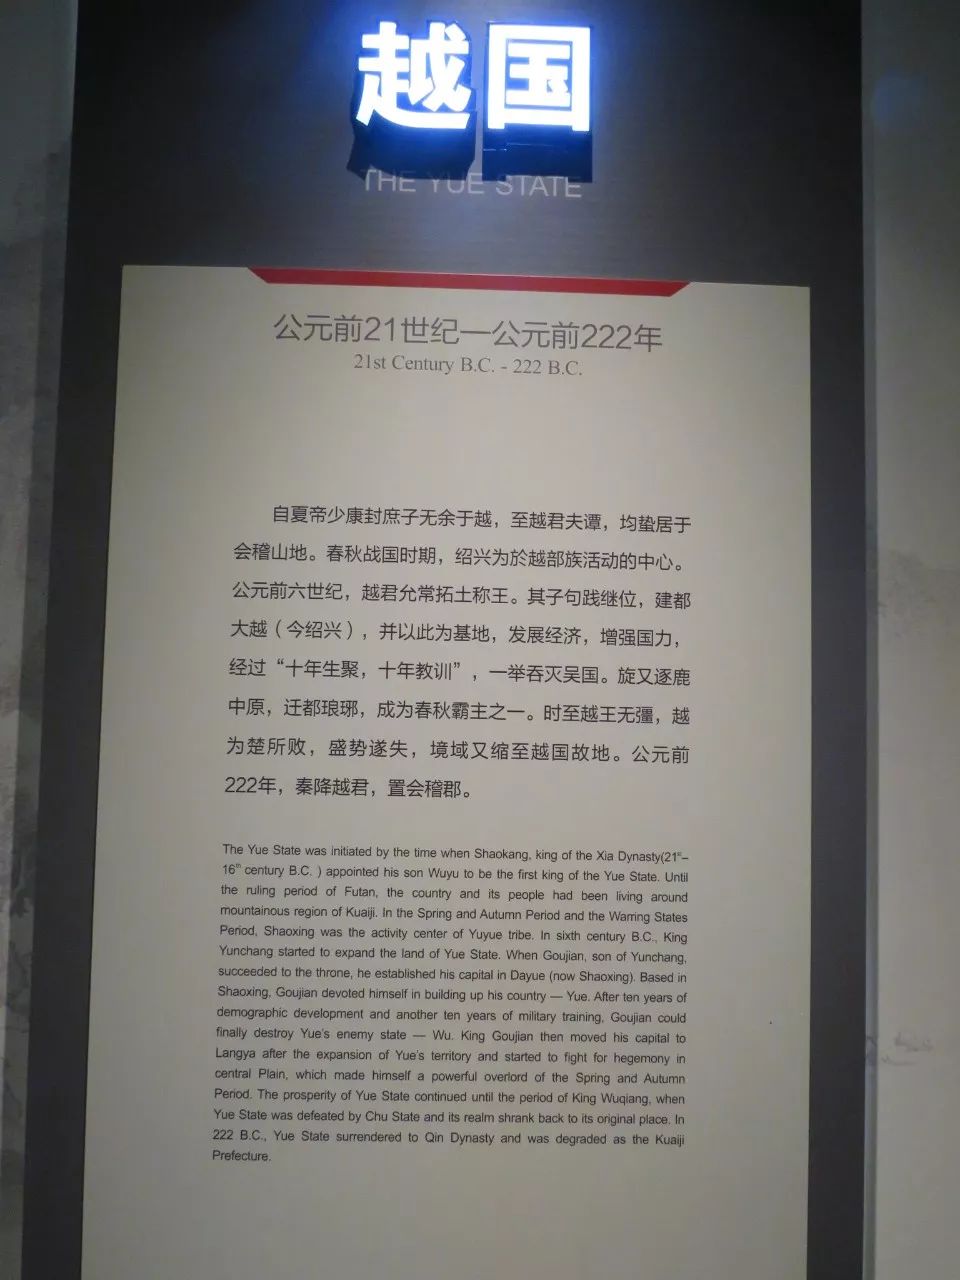 越国
THE YUE STATE
公元前21世纪—公元前222年
21st Century B.C. - 222 B.C.
自夏帝少康封庶子无余于越，至越君夫谭，均蛰居于
会稽山地。春秋战国时期，绍兴为於越部族活动的中心。
公元前六世纪，越君允常拓土称王。其子句践继位，建都
大越（今绍兴），并以此为基地，发展经济，增强国力，
经过“十年生聚，十年教训”，一举吞灭吴国。旋又逐鹿
中原，迁都琅琊，成为春秋霸主之一。时至越王无彊，越
为楚所败，盛势遂失，境域又缩至越国故地。公元前
222年，秦降越君，置会稽郡。
The Yue State was initiated by the time when Shaokang, king of the Xia Dynasty(21st–
16th century B.C. ) appointed his son Wuyu to be the first king of the Yue State. Until
the ruling period of Futan, the country and its people had been living around
mountainous region of Kuaiji. In the Spring and Autumn Period and the Warring States
Period, Shaoxing was the activity center of Yuyue tribe. In sixth century B.C., King
Yunchang started to expand the land of Yue State. When Goujian, son of Yunchang,
succeeded to the throne, he established his capital in Dayue (now Shaoxing). Based in
Shaoxing, Goujian devoted himself in building up his country — Yue. After ten years of
demographic development and another ten years of military training, Goujian could
finally destroy Yue's enemy state — Wu. King Goujian then moved his capital to
Langya after the expansion of Yue's territory and started to fight for hegemony in
central Plain, which made himself a powerful overlord of the Spring and Autumn
Period. The prosperity of Yue State continued until the period of King Wuqiang, when
Yue State was defeated by Chu State and its realm shrank back to its original place. In
222 B.C., Yue State surrendered to Qin Dynasty and was degraded as the Kuaiji
Prefecture.